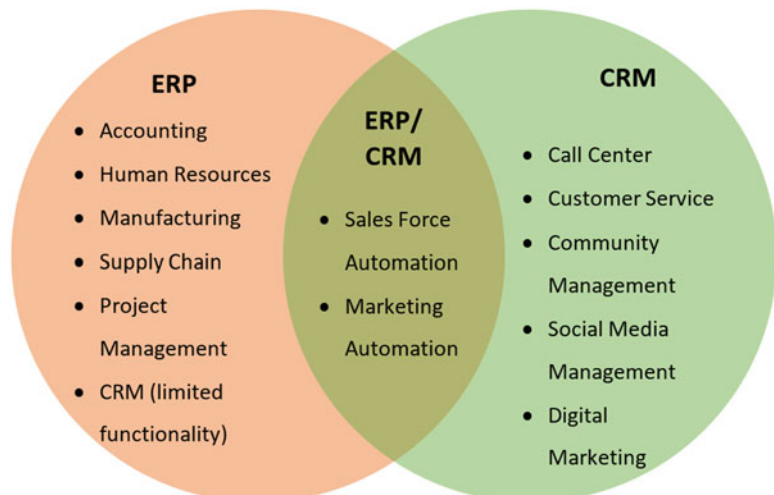 ERP
• Accounting
• Human Resources
• Manufacturing
• Supply Chain
• Project
Management
• CRM (limited
functionality)
ERP/
CRM
• Sales Force
Automation
• Marketing
Automation
CRM
• Call Center
• Customer Service
• Community
Management
• Social Media
Management
• Digital
Marketing